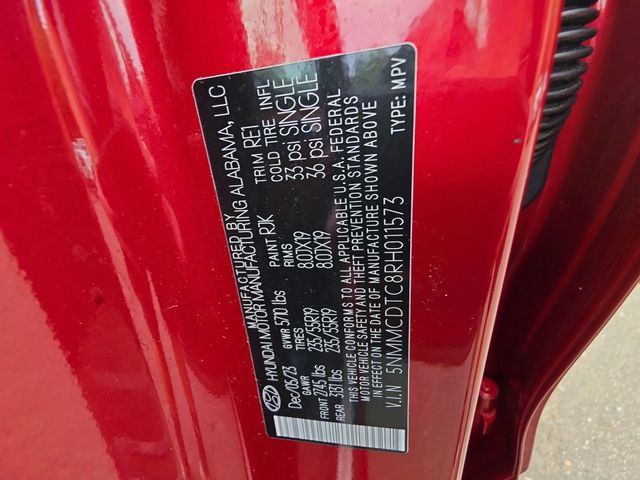 MANUFACTURED BY
HYUNDAI MOTOR MANUFACTURING ALABAMA, LLC
Dec/05/23 GVWR 5710 lbs PAINT RJK TRIM RE1
GAWR TIRES RIMS COLD TIRE INFL
FRONT 2745 lbs 235/55R19 8.0JX19 33 psi SINGLE
REAR 3131 lbs 235/55R19 8.0JX19 36 psi SINGLE
THIS VEHICLE CONFORMS TO ALL APPLICABLE U.S.A. FEDERAL
MOTOR VEHICLE SAFETY AND THEFT PREVENTION STANDARDS
IN EFFECT ON THE DATE OF MANUFACTURE SHOWN ABOVE
V.I.N 5NMMCDTC8RH011573 TYPE: MPV